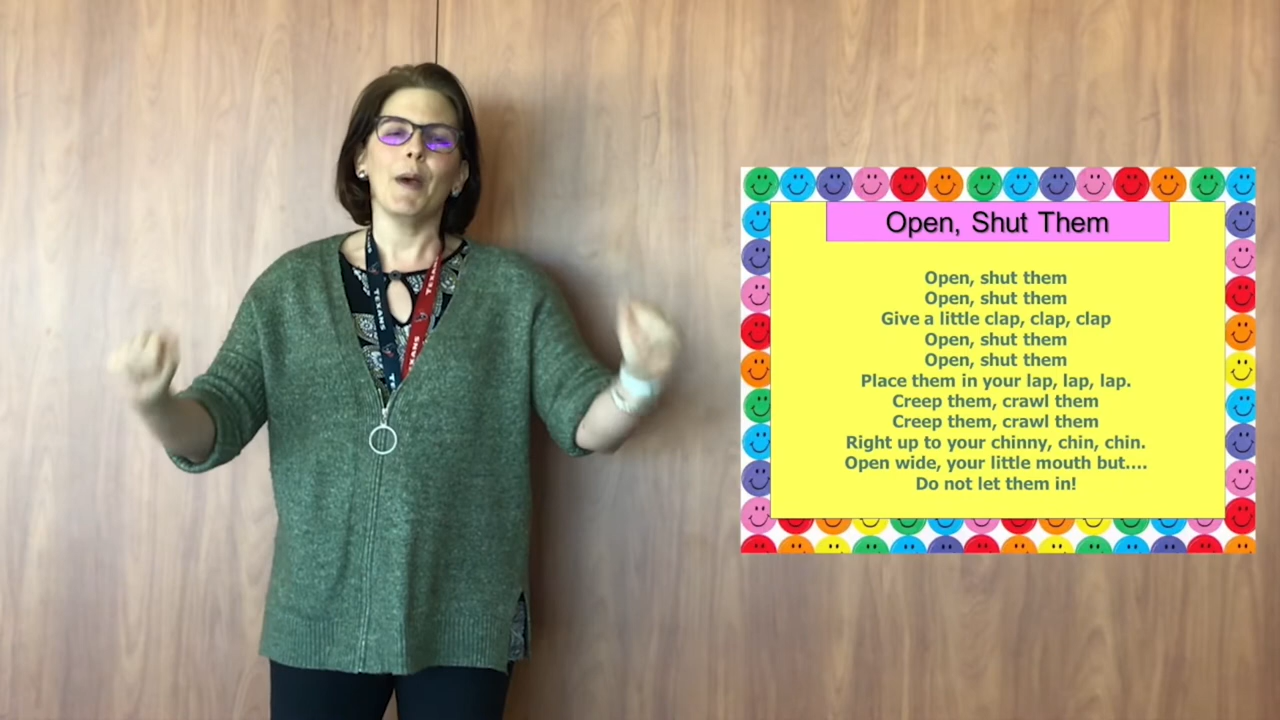 TEXANS
TEXANS
Open, Shut Them
Open, shut them
Open, shut them
Give a little clap, clap, clap
Open, shut them
Open, shut them
Place them in your lap, lap, lap.
Creep them, crawl them
Creep them, crawl them
Right up to your chinny, chin, chin.
Open wide, your little mouth but....
Do not let them in!